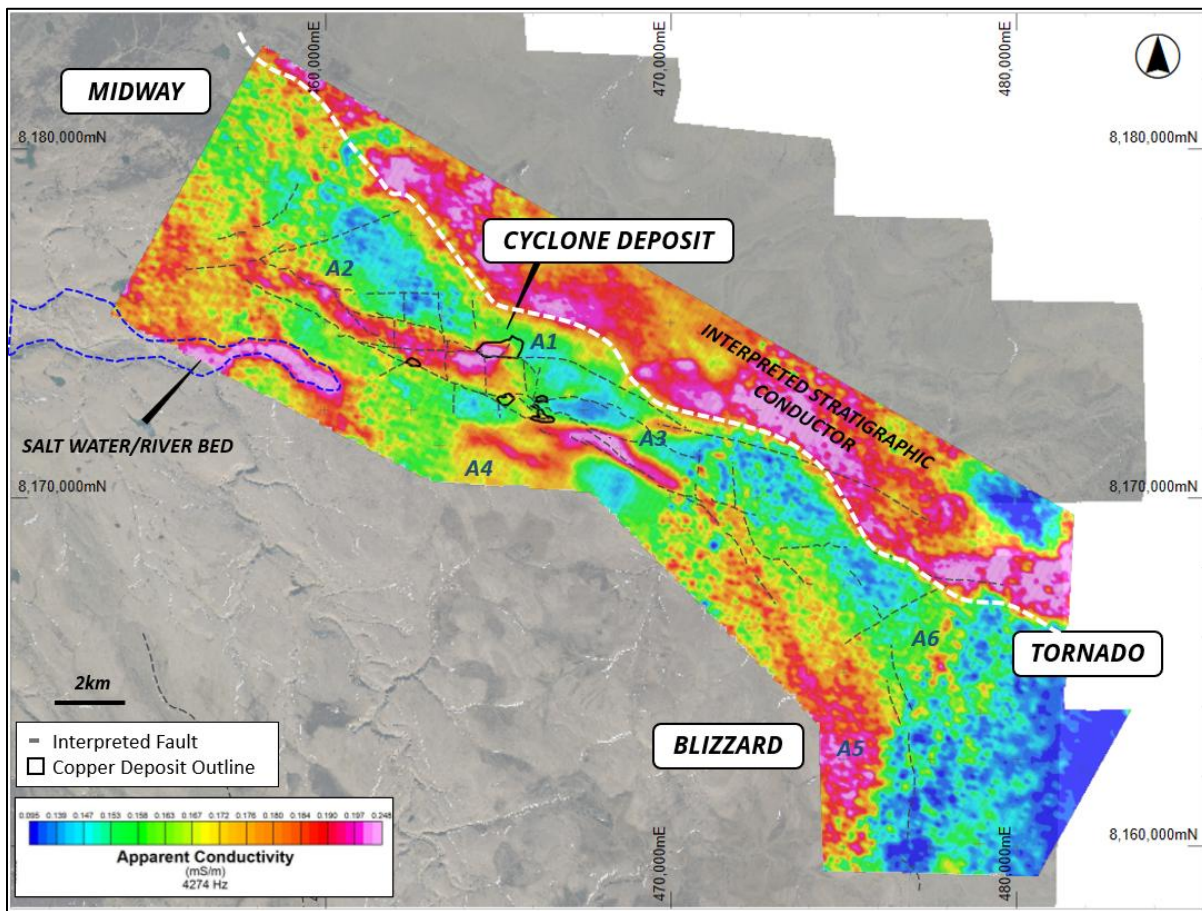 460,000mE
470,000mE
480,000mE
MIDWAY
8,180,000mN
8,180,000mN
CYCLONE DEPOSIT
A2
A1
INTERPRETED STRATIGRAPHIC
CONDUCTOR
SALT WATER/RIVER BED
A3
A4
8,170,000mN
8,170,000mN
A6
TORNADO
2km
BLIZZARD
A5
Interpreted Fault
Copper Deposit Outline
0.095 0.139 0.147 0.153 0.158 0.163 0.167 0.172 0.176 0.180 0.184 0.190 0.197 0.248
Apparent Conductivity
(mS/m)
4274 Hz
470,000mE
480,000mE
8,160,000mN